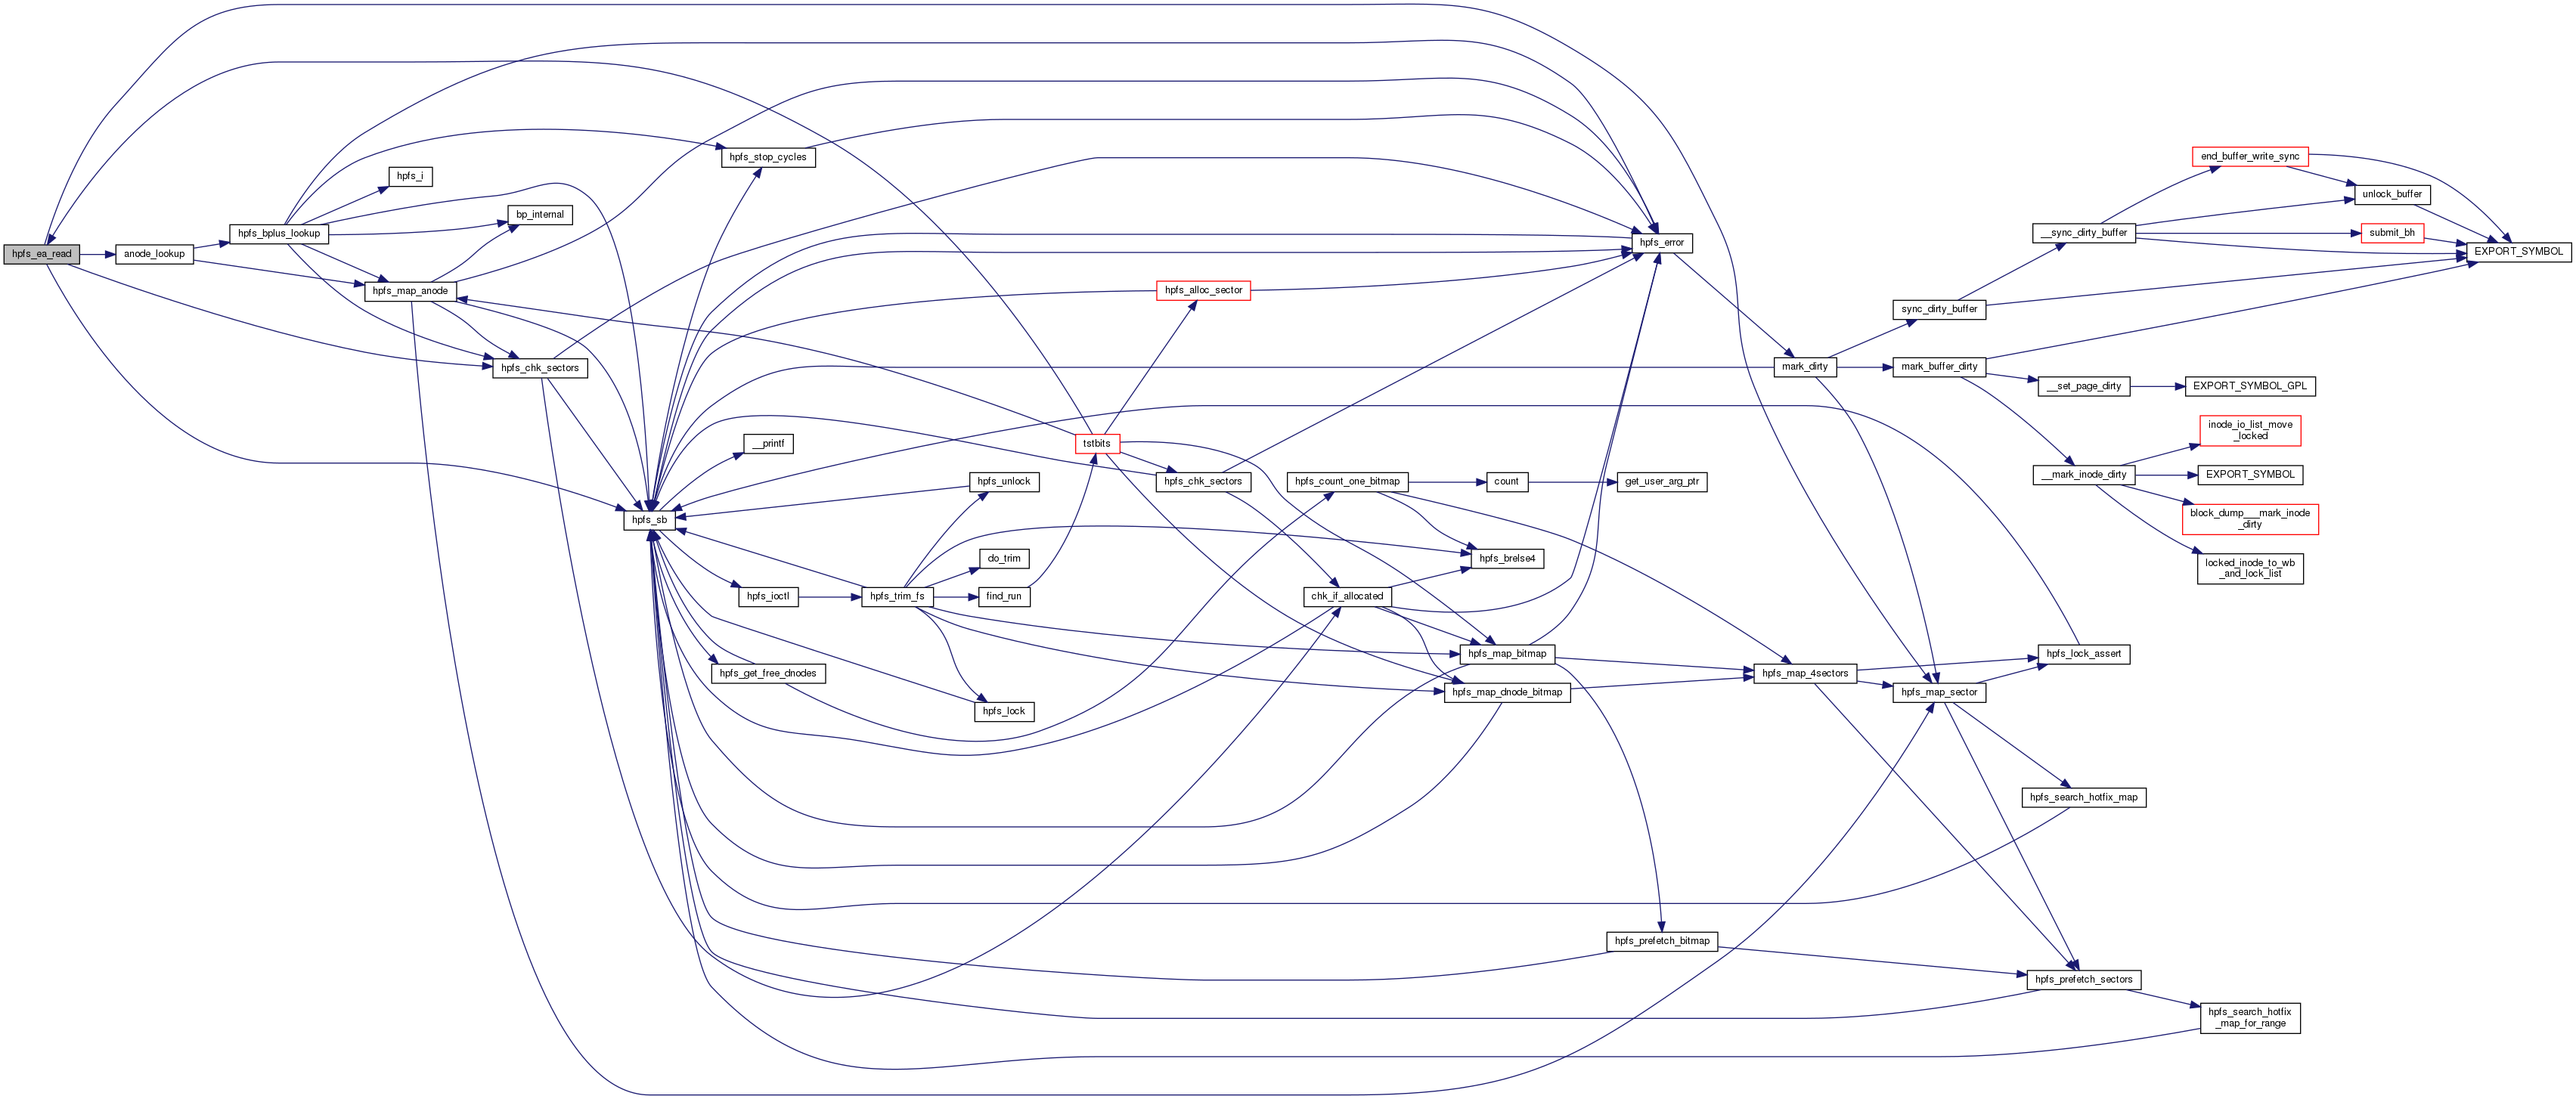 hpfs_ea_read
anode_lookup
hpfs_bplus_lookup
hpfs_map_anode
hpfs_i
bp_internal
hpfs_chk_sectors
hpfs_sb
hpfs_stop_cycles
__printf
hpfs_ioctl
hpfs_get_free_dnodes
hpfs_trim_fs
hpfs_unlock
do_trim
find_run
hpfs_lock
tstbits
hpfs_alloc_sector
hpfs_chk_sectors
hpfs_count_one_bitmap
chk_if_allocated
count
hpfs_brelse4
hpfs_map_bitmap
hpfs_map_dnode_bitmap
hpfs_error
get_user_arg_ptr
hpfs_prefetch_bitmap
mark_dirty
hpfs_map_4sectors
sync_dirty_buffer
mark_buffer_dirty
hpfs_map_sector
__sync_dirty_buffer
__set_page_dirty
__mark_inode_dirty
hpfs_lock_assert
hpfs_search_hotfix_map
hpfs_prefetch_sectors
end_buffer_write_sync
unlock_buffer
submit_bh
EXPORT_SYMBOL
EXPORT_SYMBOL_GPL
inode_io_list_move
_locked
EXPORT_SYMBOL
block_dump___mark_inode
_dirty
locked_inode_to_wb
_and_lock_list
hpfs_search_hotfix
_map_for_range